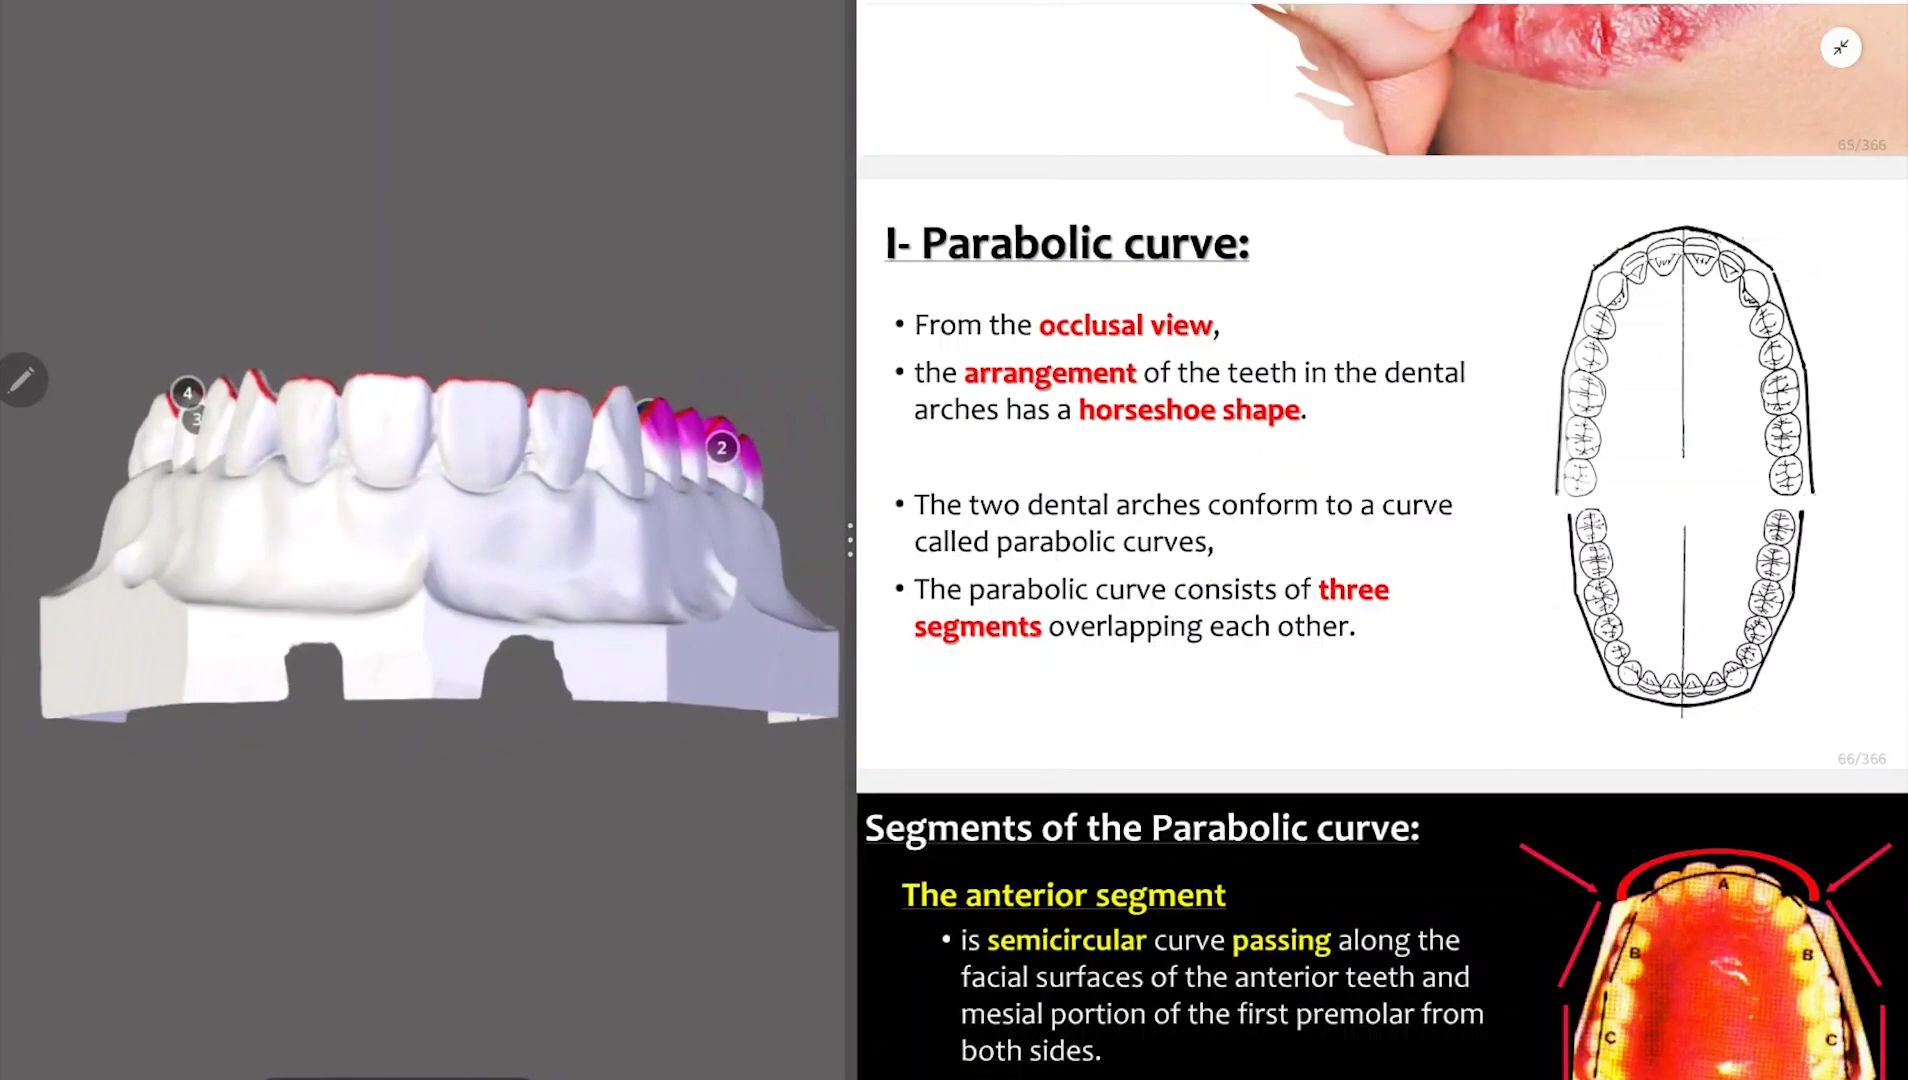 4
3
2
65/366
I- Parabolic curve:
• From the occlusal view,
• the arrangement of the teeth in the dental
arches has a horseshoe shape.
• The two dental arches conform to a curve
called parabolic curves,
• The parabolic curve consists of three
segments overlapping each other.
66/366
Segments of the Parabolic curve:
The anterior segment
• is semicircular curve passing along the
facial surfaces of the anterior teeth and
mesial portion of the first premolar from
both sides.
A
B B
C C